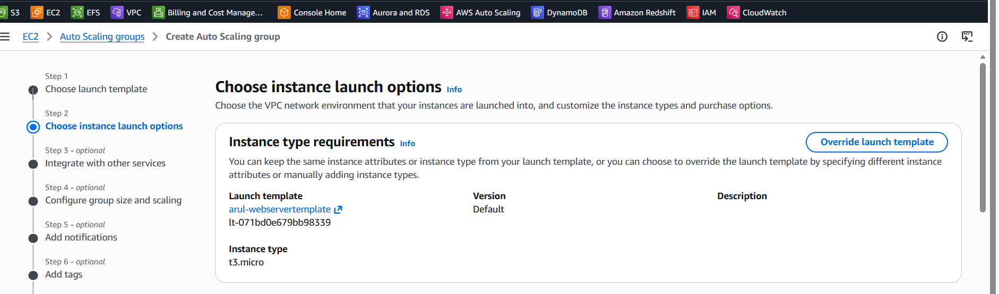 S3 EC2 EFS VPC Billing and Cost Manage... Console Home Aurora and RDS AWS Auto Scaling DynamoDB Amazon Redshift IAM CloudWatch
EC2 > Auto Scaling groups > Create Auto Scaling group
Step 1
Choose launch template
Step 2
Choose instance launch options
Step 3 - optional
Integrate with other services
Step 4 - optional
Configure group size and scaling
Step 5 - optional
Add notifications
Step 6 - optional
Add tags
Choose instance launch options Info
Choose the VPC network environment that your instances are launched into, and customize the instance types and purchase options.
Instance type requirements Info
Override launch template
You can keep the same instance attributes or instance type from your launch template, or you can choose to override the launch template by specifying different instance
attributes or manually adding instance types.
Launch template
arul-webservertemplate
lt-071bd0e679bb98339
Version
Default
Description
Instance type
t3.micro